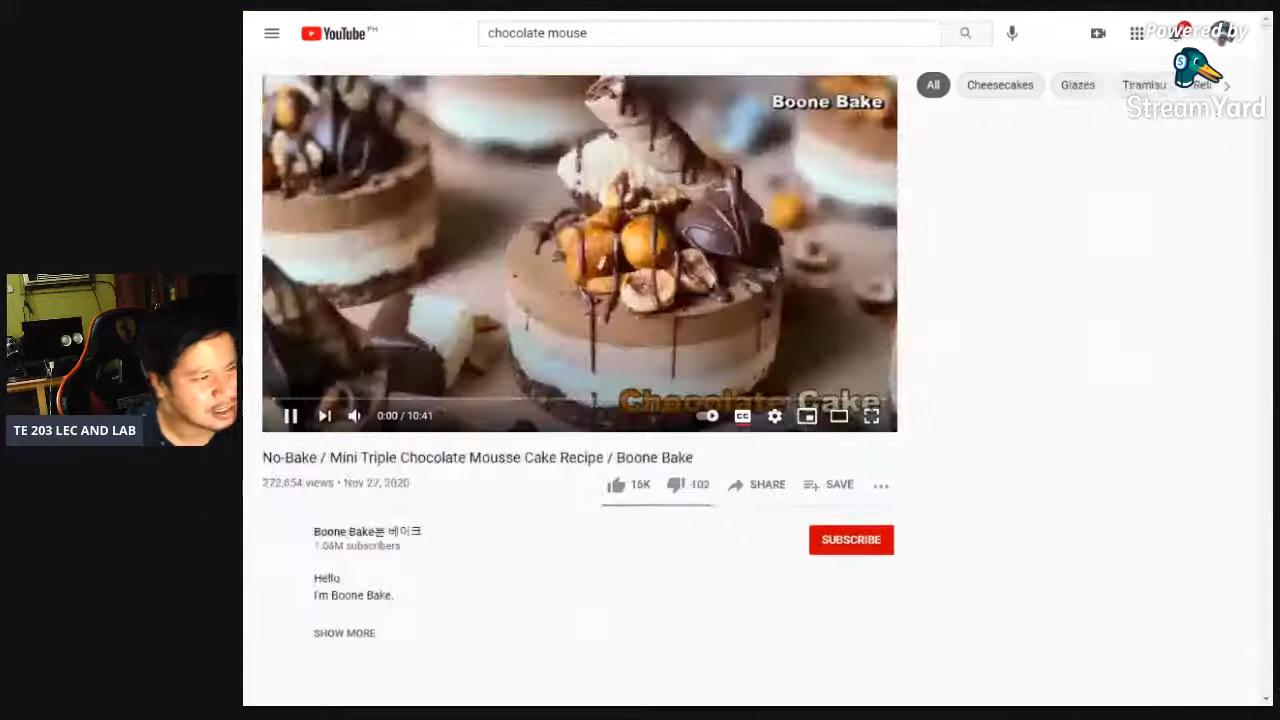 YouTube PH
chocolate mouse
Powered by
StreamYard
All
Cheesecakes
Glazes
Tiramisu
Boone Bake
Chocolate Cake
0:00 / 10:41
CC
TE 203 LEC AND LAB
No-Bake / Mini Triple Chocolate Mousse Cake Recipe / Boone Bake
272,654 views • Nov 27, 2020
16K
102
SHARE
SAVE
Boone Bake분 베이크
SUBSCRIBE
Hello
I'm Boone Bake.
SHOW MORE